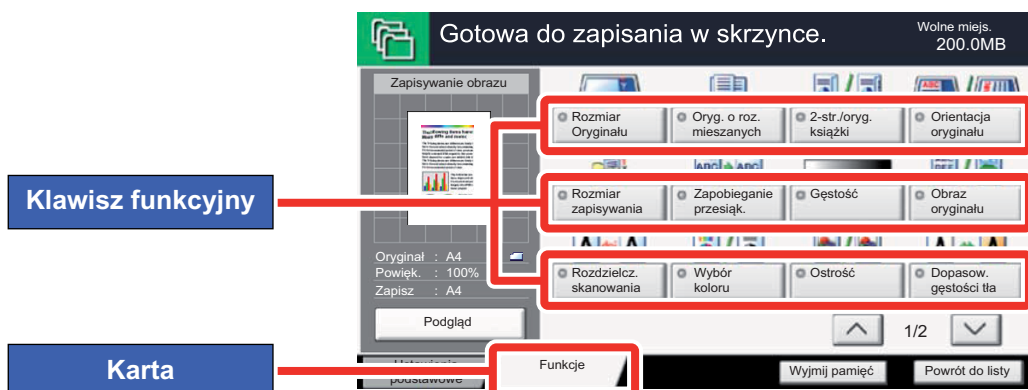 Gotowa do zapisania w skrzynce.
Wolne miejs.
200.0MB
Zapisywanie obrazu
Rozmiar
Oryginału
Oryg. o roz.
mieszanych
2-str./oryg.
książki
Orientacja
oryginału
Klawisz funkcyjny
Rozmiar
zapisywania
Zapobieganie
przesiąk.
Gęstość
Obraz
oryginału
Oryginał : A4
Powięk. : 100%
Zapisz : A4
Rozdzielcz.
skanowania
Wybór
koloru
Ostrość
Dopasow.
gęstości tła
Podgląd
1/2
Karta
Ustawienia
podstawowe
Funkcje
Wyjmij pamięć
Powrót do listy